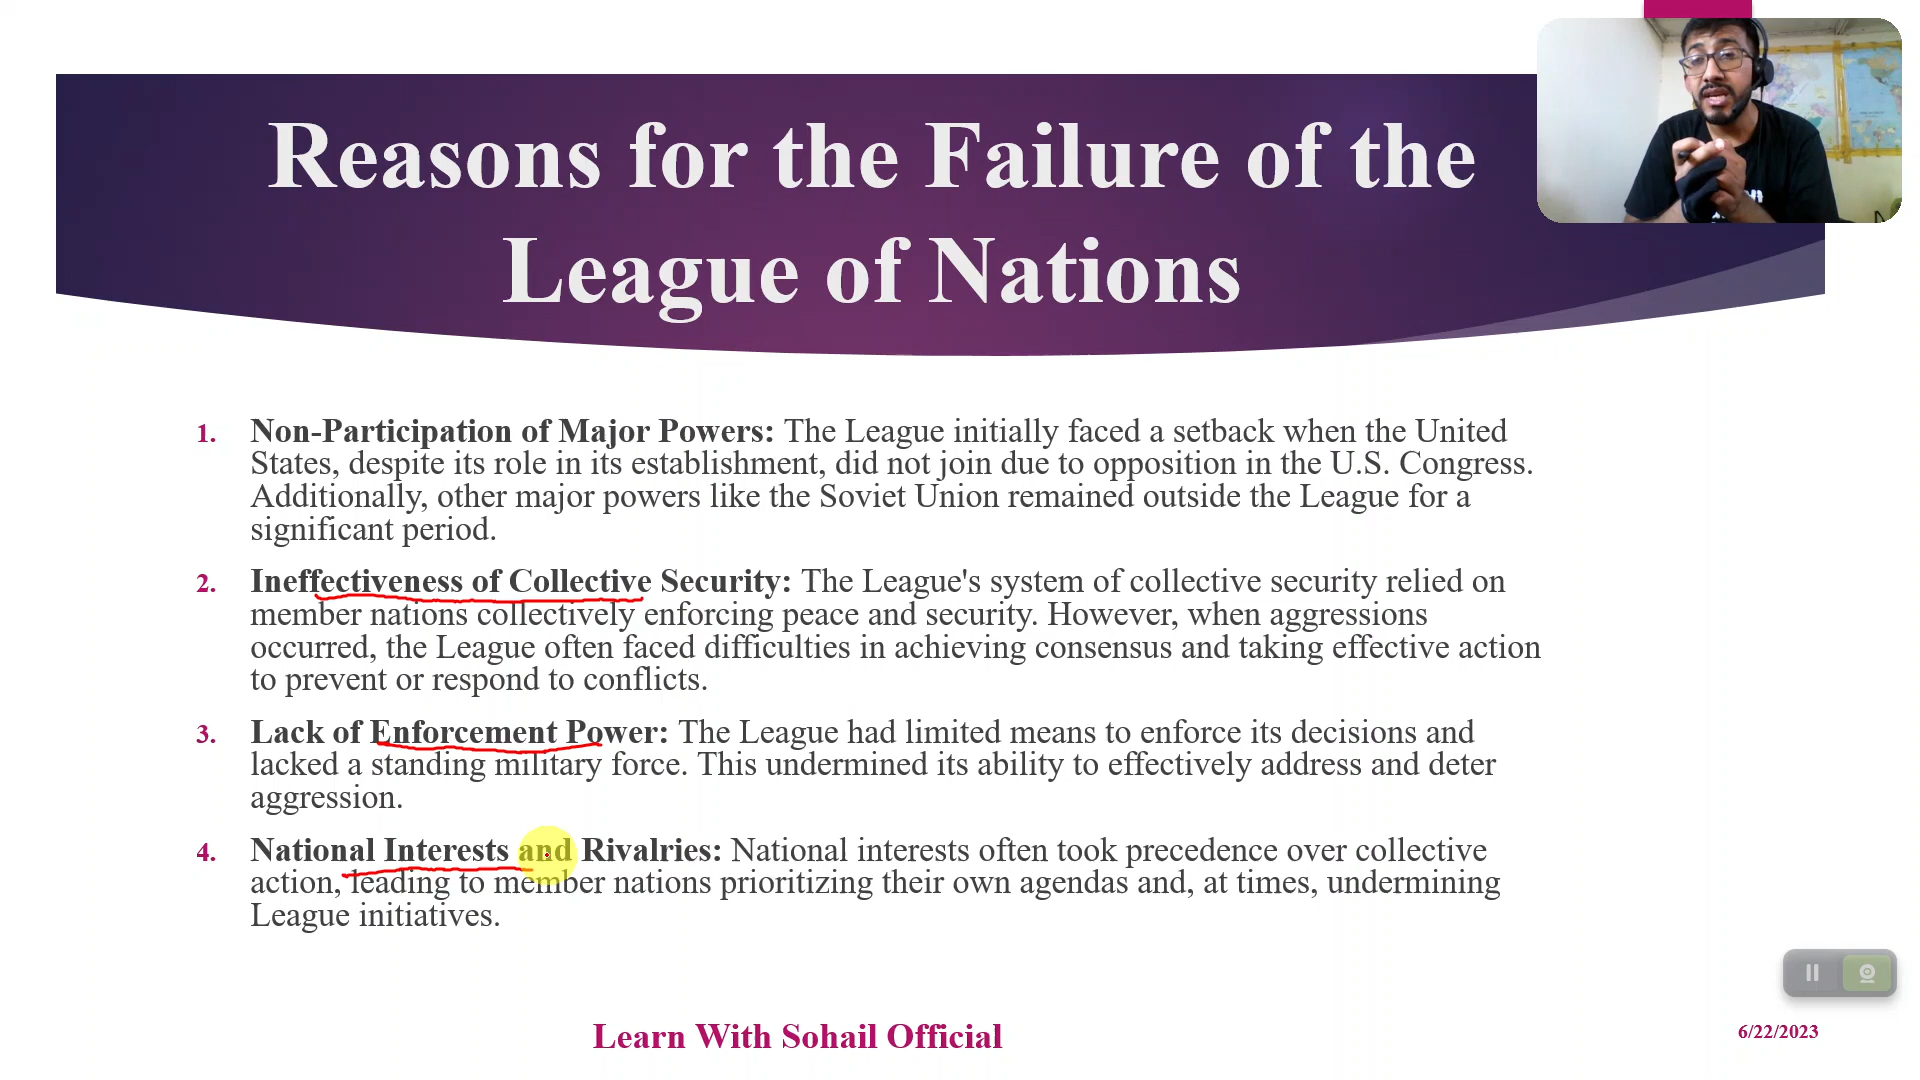 Reasons for the Failure of the
League of Nations
1. Non-Participation of Major Powers: The League initially faced a setback when the United
States, despite its role in its establishment, did not join due to opposition in the U.S. Congress.
Additionally, other major powers like the Soviet Union remained outside the League for a
significant period.
2. Ineffectiveness of Collective Security: The League's system of collective security relied on
member nations collectively enforcing peace and security. However, when aggressions
occurred, the League often faced difficulties in achieving consensus and taking effective action
to prevent or respond to conflicts.
3. Lack of Enforcement Power: The League had limited means to enforce its decisions and
lacked a standing military force. This undermined its ability to effectively address and deter
aggression.
4. National Interests and Rivalries: National interests often took precedence over collective
action, leading to member nations prioritizing their own agendas and, at times, undermining
League initiatives.
Learn With Sohail Official
6/22/2023